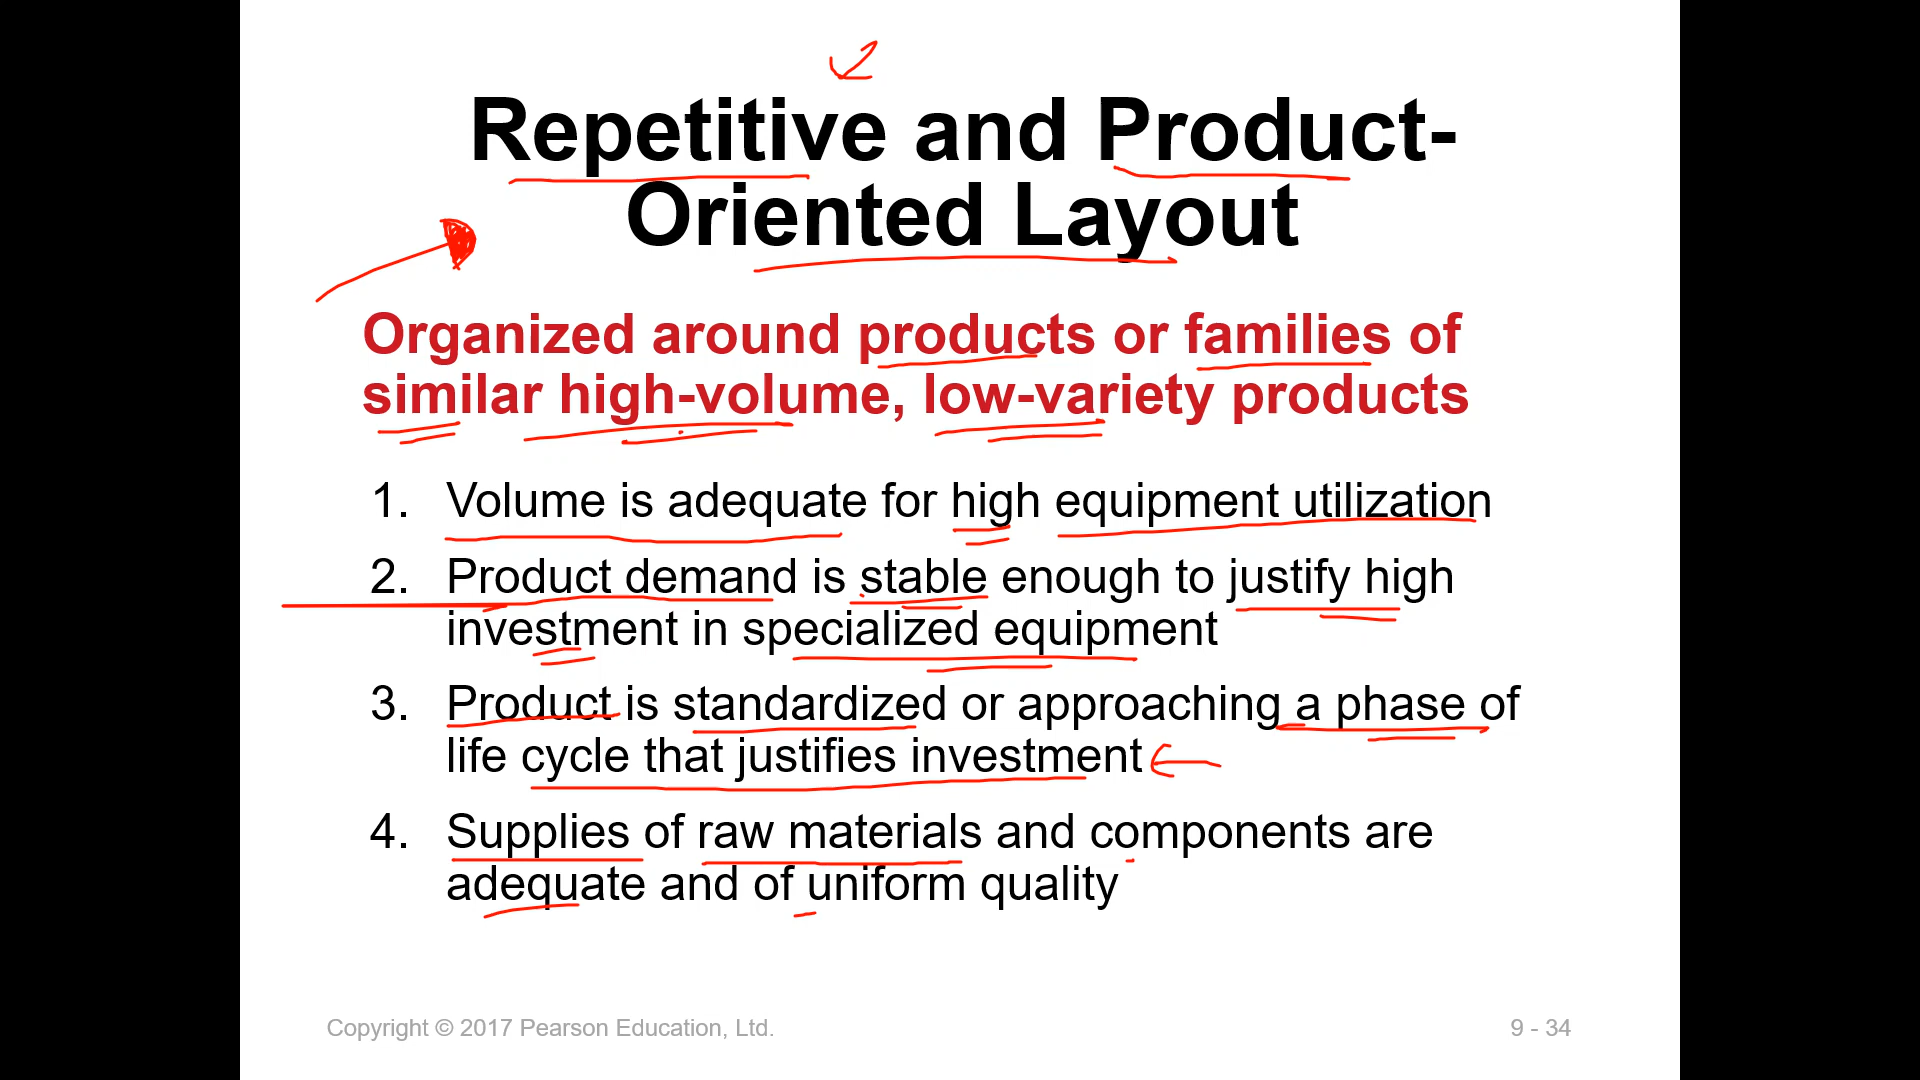 Repetitive and Product-
Oriented Layout
Organized around products or families of
similar high-volume, low-variety products
1. Volume is adequate for high equipment utilization
2. Product demand is stable enough to justify high
investment in specialized equipment
3. Product is standardized or approaching a phase of
life cycle that justifies investment
4. Supplies of raw materials and components are
adequate and of uniform quality
Copyright © 2017 Pearson Education, Ltd.
9 - 34